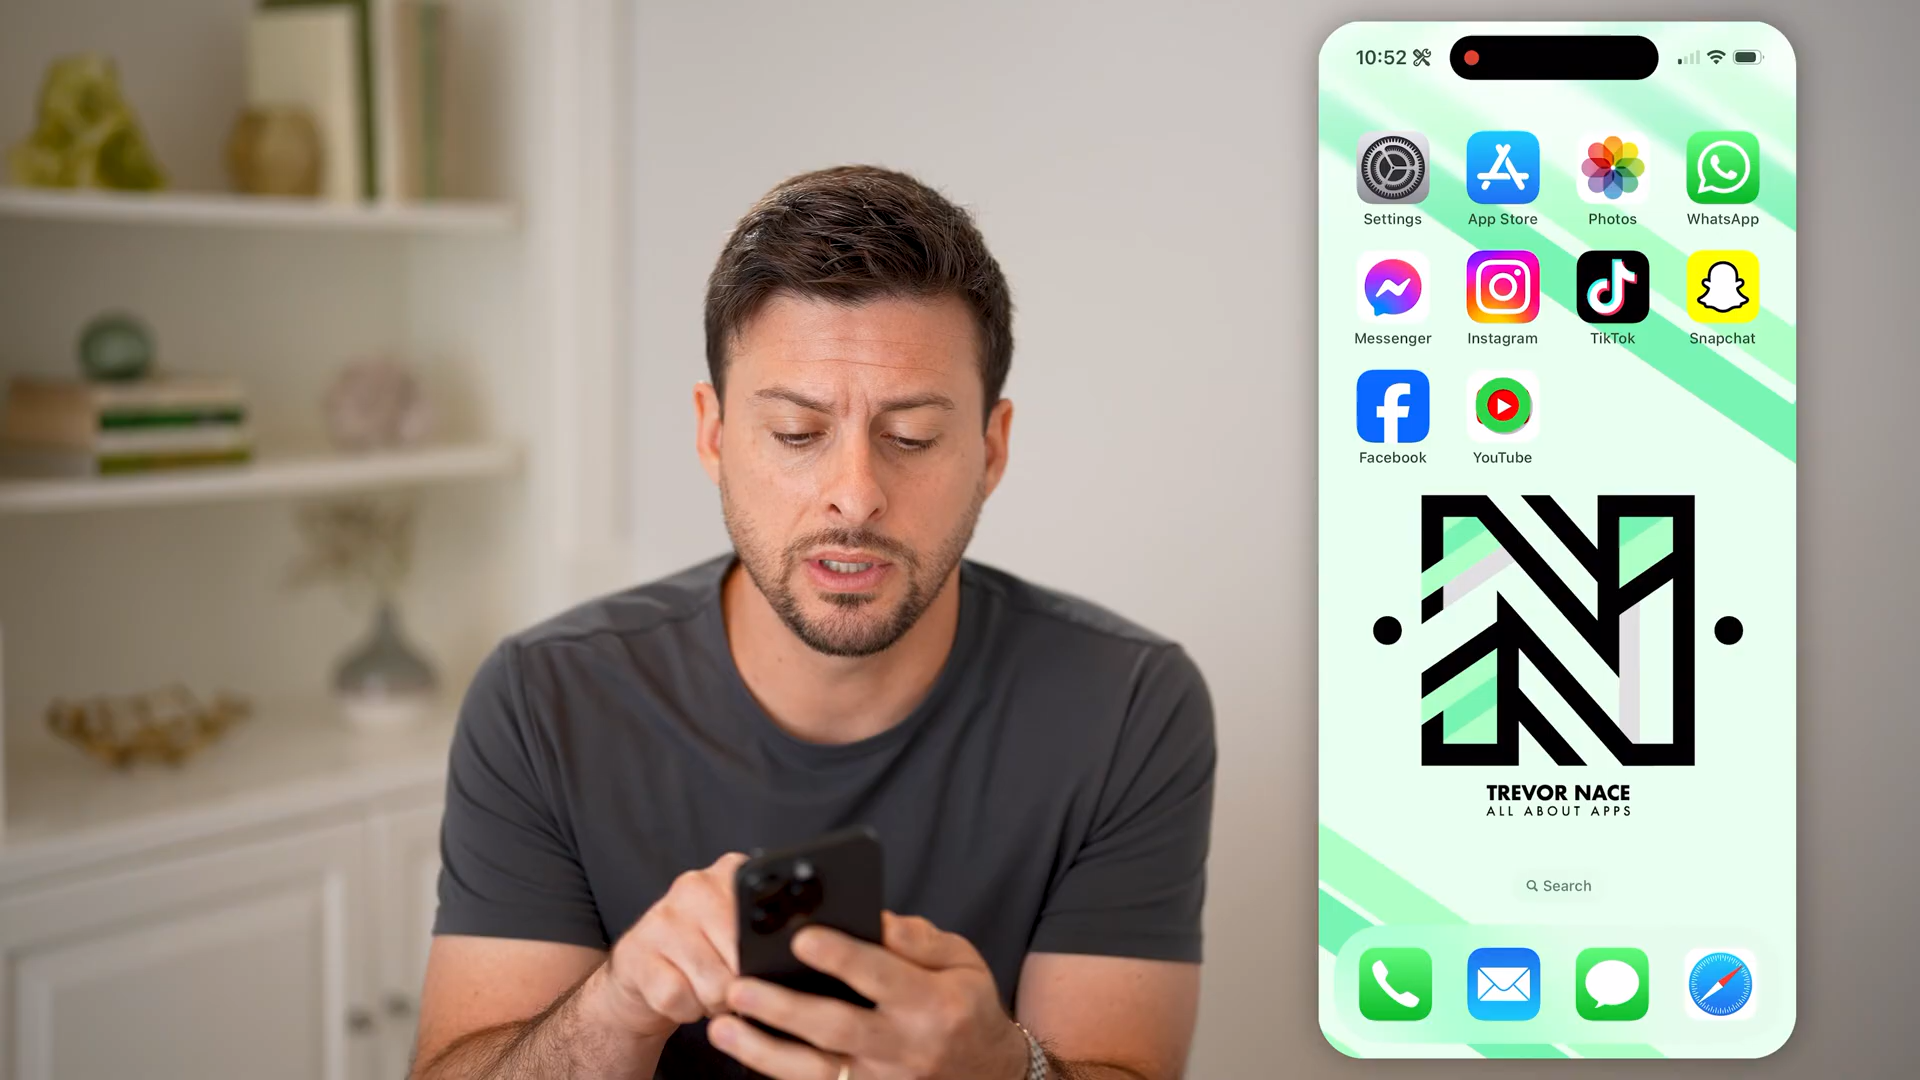 10:52
Settings App Store Photos WhatsApp
Messenger Instagram TikTok Snapchat
Facebook YouTube
TREVOR NACE
ALL ABOUT APPS
Search